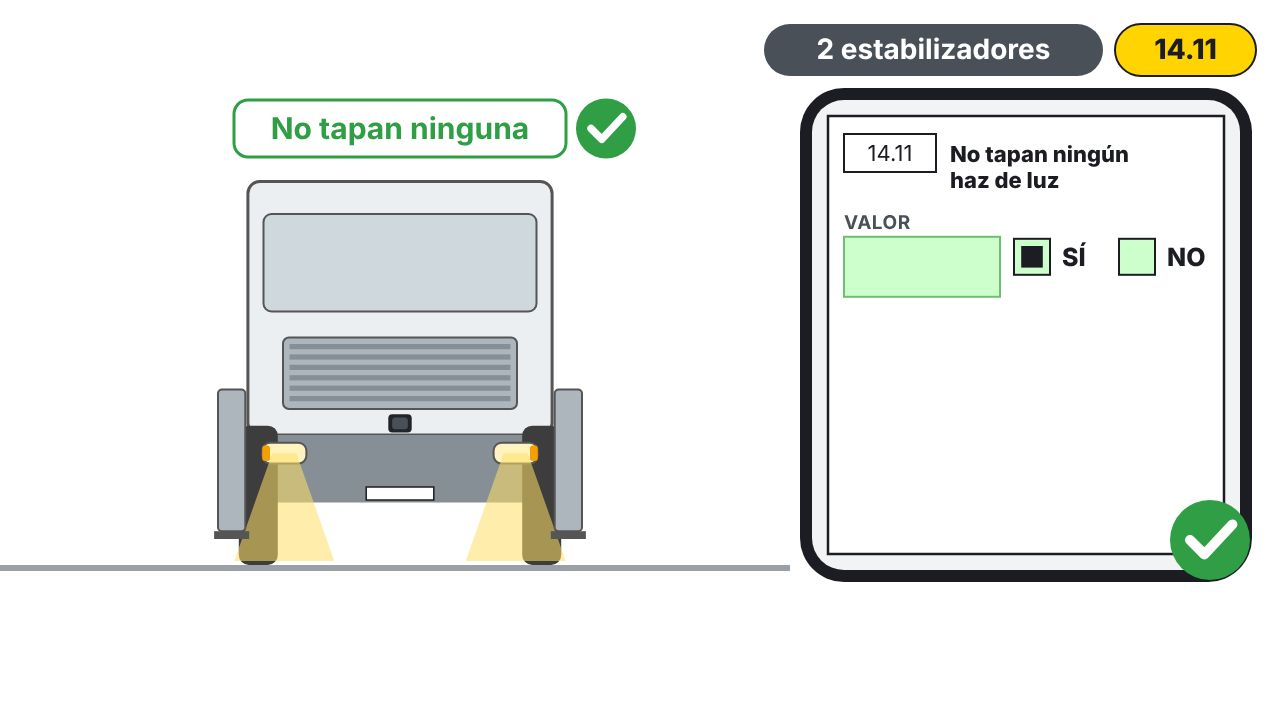 2 estabilizadores
14.11
No tapan ninguna
14.11
No tapan ningún
haz de luz
VALOR
SÍ
NO